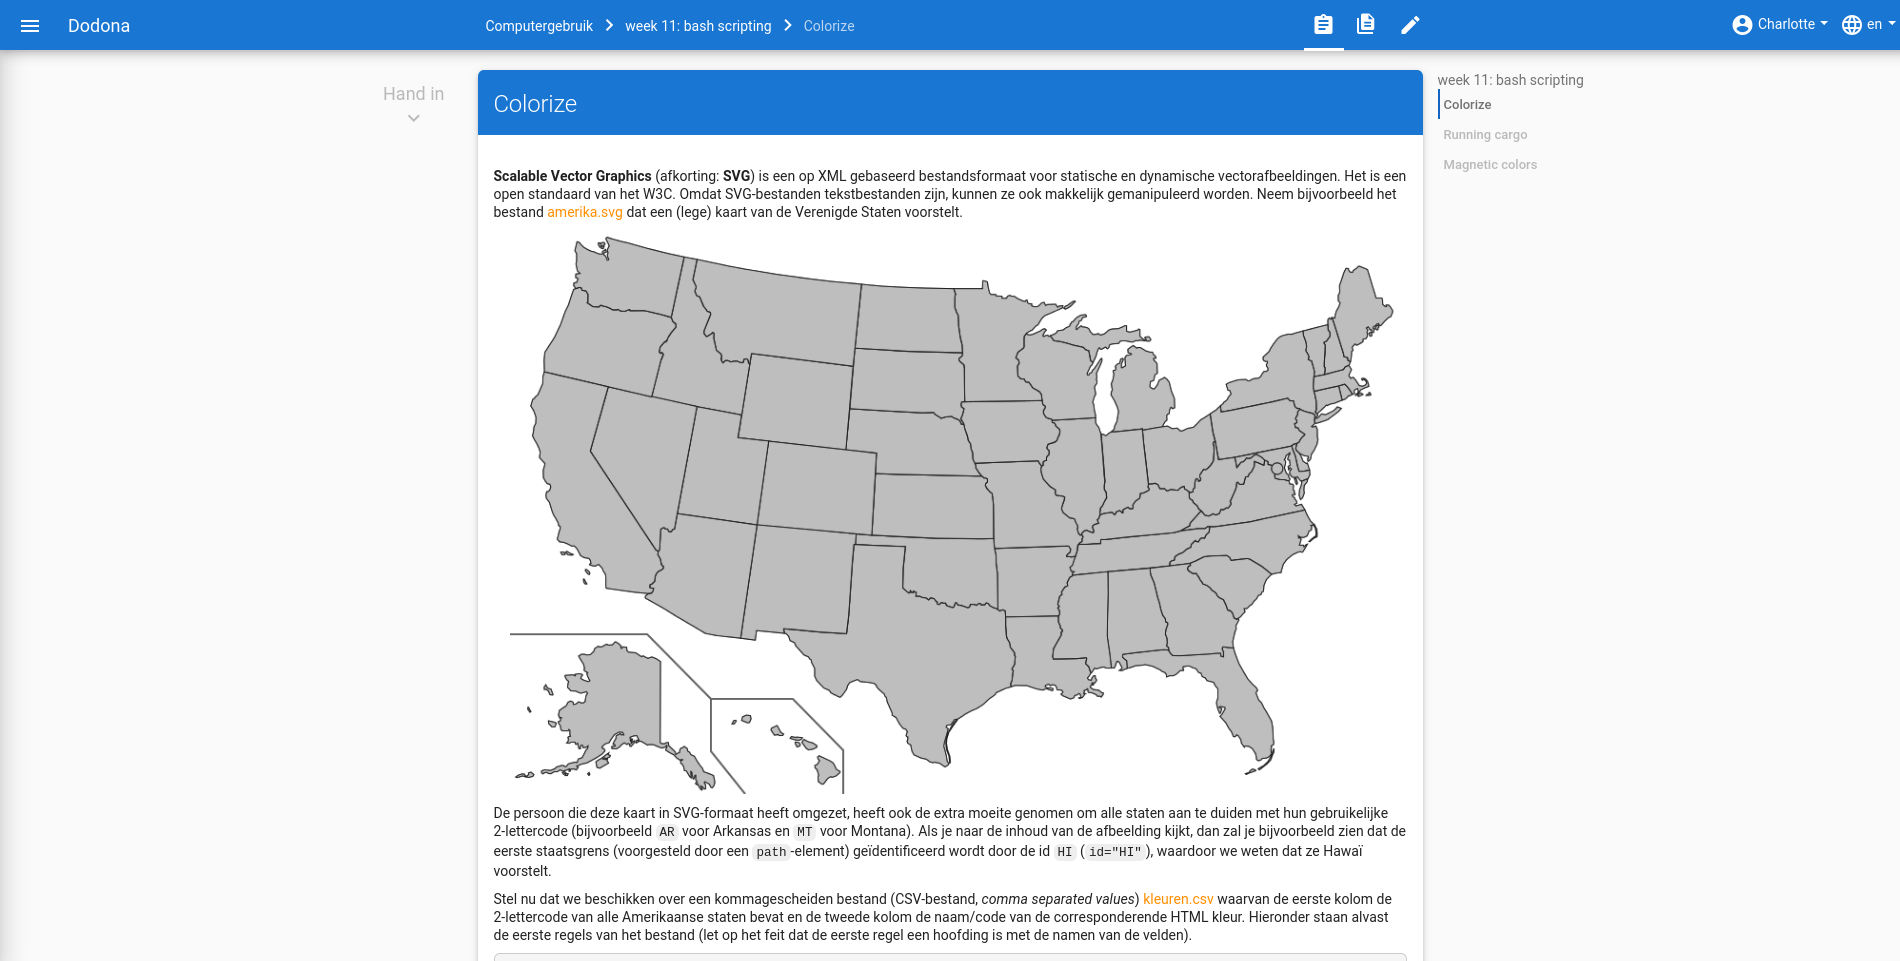 Dodona
Computergebruik
week 11: bash scripting
Colorize
Charlotte
en
Hand in
Colorize
week 11: bash scripting
Colorize
Running cargo
Magnetic colors
Scalable Vector Graphics (afkorting: SVG) is een op XML gebaseerd bestandsformaat voor statische en dynamische vectorafbeeldingen. Het is een
open standaard van het W3C. Omdat SVG-bestanden tekstbestanden zijn, kunnen ze ook makkelijk gemanipuleerd worden. Neem bijvoorbeeld het
bestand amerika.svg dat een (lege) kaart van de Verenigde Staten voorstelt.
De persoon die deze kaart in SVG-formaat heeft omgezet, heeft ook de extra moeite genomen om alle staten aan te duiden met hun gebruikelijke
2-lettercode (bijvoorbeeld AR voor Arkansas en MT voor Montana). Als je naar de inhoud van de afbeelding kijkt, dan zal je bijvoorbeeld zien dat de
eerste staatsgrens (voorgesteld door een path-element) geïdentificeerd wordt door de id HI (id="HI"), waardoor we weten dat ze Hawaï
voorstelt.
Stel nu dat we beschikken over een kommagescheiden bestand (CSV-bestand, comma separated values) kleuren.csv waarvan de eerste kolom de
2-lettercode van alle Amerikaanse staten bevat en de tweede kolom de naam/code van de corresponderende HTML kleur. Hieronder staan alvast
de eerste regels van het bestand (let op het feit dat de eerste regel een hoofding is met de namen van de velden).